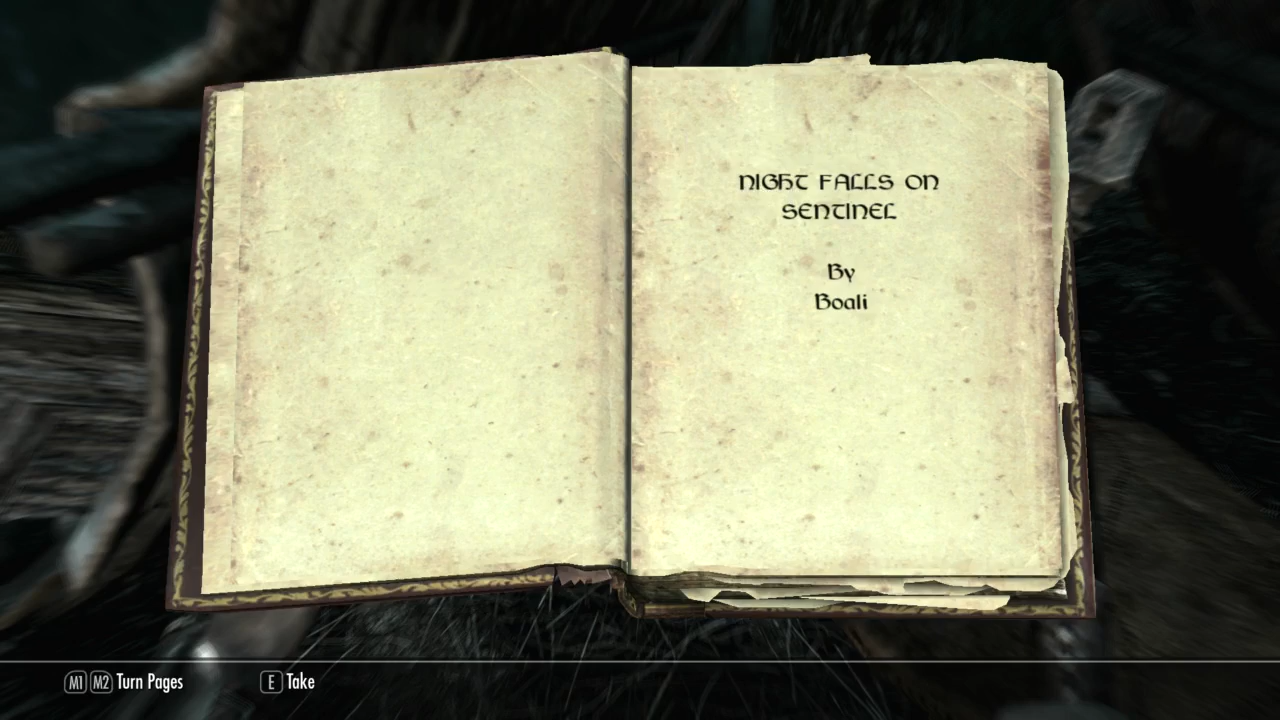 NIGHT FALLS ON
SENTINEL
By
Boali
M1 M2 Turn Pages
E Take